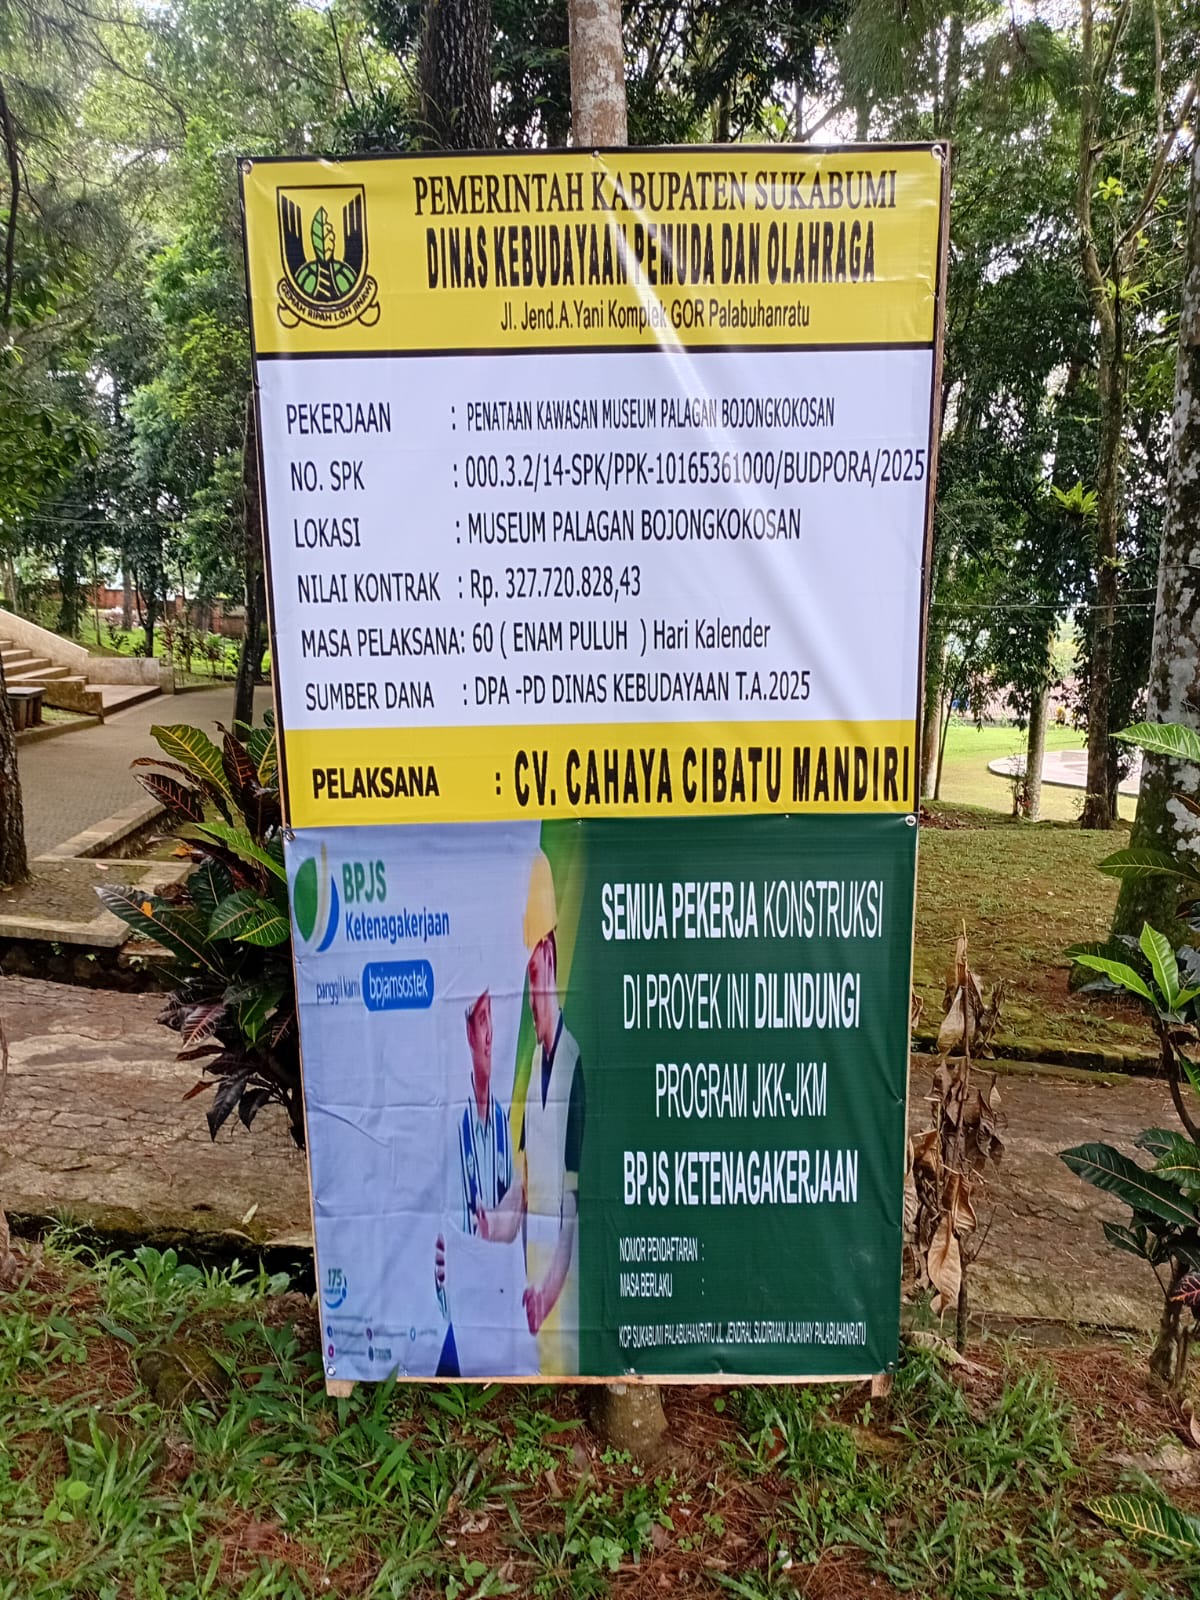 PEMERINTAH KABUPATEN SUKABUMI
DINAS KEBUDAYAAN PEMUDA DAN OLAHRAGA
Jl. Jend.A.Yani Komplek GOR Palabuhanratu
GEMAH RIPAH LOH JINAWI
PEKERJAAN : PENATAAN KAWASAN MUSEUM PALAGAN BOJONGKOKOSAN
NO. SPK : 000.3.2/14-SPK/PPK-10165361000/BUDPORA/2025
LOKASI : MUSEUM PALAGAN BOJONGKOKOSAN
NILAI KONTRAK : Rp. 327.720.828,43
MASA PELAKSANA: 60 ( ENAM PULUH ) Hari Kalender
SUMBER DANA : DPA -PD DINAS KEBUDAYAAN T.A.2025
PELAKSANA : CV. CAHAYA CIBATU MANDIRI
BPJS
Ketenagakerjaan
panggil kami bpjamsostek
SEMUA PEKERJA KONSTRUKSI
DI PROYEK INI DILINDUNGI
PROGRAM JKK-JKM
BPJS KETENAGAKERJAAN
NOMOR PENDAFTARAN :
MASA BERLAKU :
KCP SUKABUMI PALABUHANRATU JL. JENDRAL SUDIRMAN JAJAWAY PALABUHANRATU
175